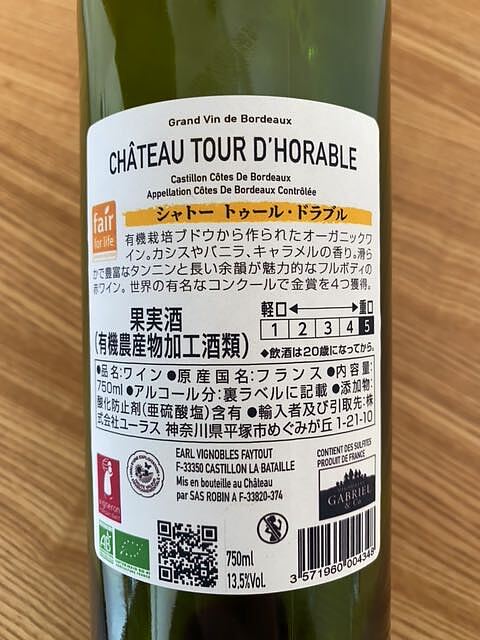 Grand Vin de Bordeaux
CHÂTEAU TOUR D'HORABLE
Castillon Côtes De Bordeaux
Appellation Côtes De Bordeaux Contrôlée
fair
for life
シャトー トゥール・ドラブル
有機栽培ブドウから作られたオーガニックワ
イン。カシスやバニラ、キャラメルの香り。滑ら
かで豊富なタンニンと長い余韻が魅力的なフルボディの
赤ワイン。世界の有名なコンクールで金賞を4つ獲得。
果実酒
(有機農産物加工酒類)
軽口 重口
1 2 3 4 5
◆飲酒は20歳になってから。
●品名:ワイン●原産国名:フランス●内容量:
750ml●アルコール分:裏ラベルに記載●添加物:
酸化防止剤(亜硫酸塩)含有●輸入者及び引取先:株
式会社ユーラス 神奈川県平塚市めぐみが丘1-21-10
EARL VIGNOBLES FAYTOUT
F-33350 CASTILLON LA BATAILLE
Mis en bouteille au Château
par SAS ROBIN A F-33820-374
CONTIENT DES SULFITES
PRODUIT DE FRANCE
GABRIEL
& Co
Vigneron
AB
750ml
13,5%Vol.
3 571960 004348